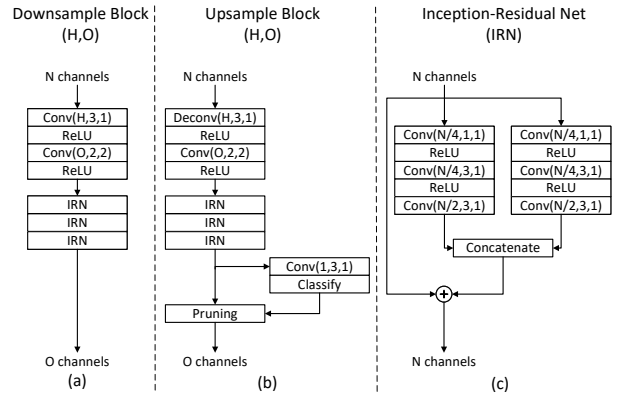 Downsample Block
(H,O)
N channels
Conv(H,3,1)
ReLU
Conv(O,2,2)
ReLU
IRN
IRN
IRN
O channels
(a)
Upsample Block
(H,O)
N channels
Deconv(H,3,1)
ReLU
Conv(O,2,2)
ReLU
IRN
IRN
IRN
Conv(1,3,1)
Classify
Pruning
O channels
(b)
Inception-Residual Net
(IRN)
N channels
Conv(N/4,1,1)
ReLU
Conv(N/4,3,1)
ReLU
Conv(N/2,3,1)
Conv(N/4,1,1)
ReLU
Conv(N/4,3,1)
ReLU
Conv(N/2,3,1)
Concatenate
+
N channels
(c)